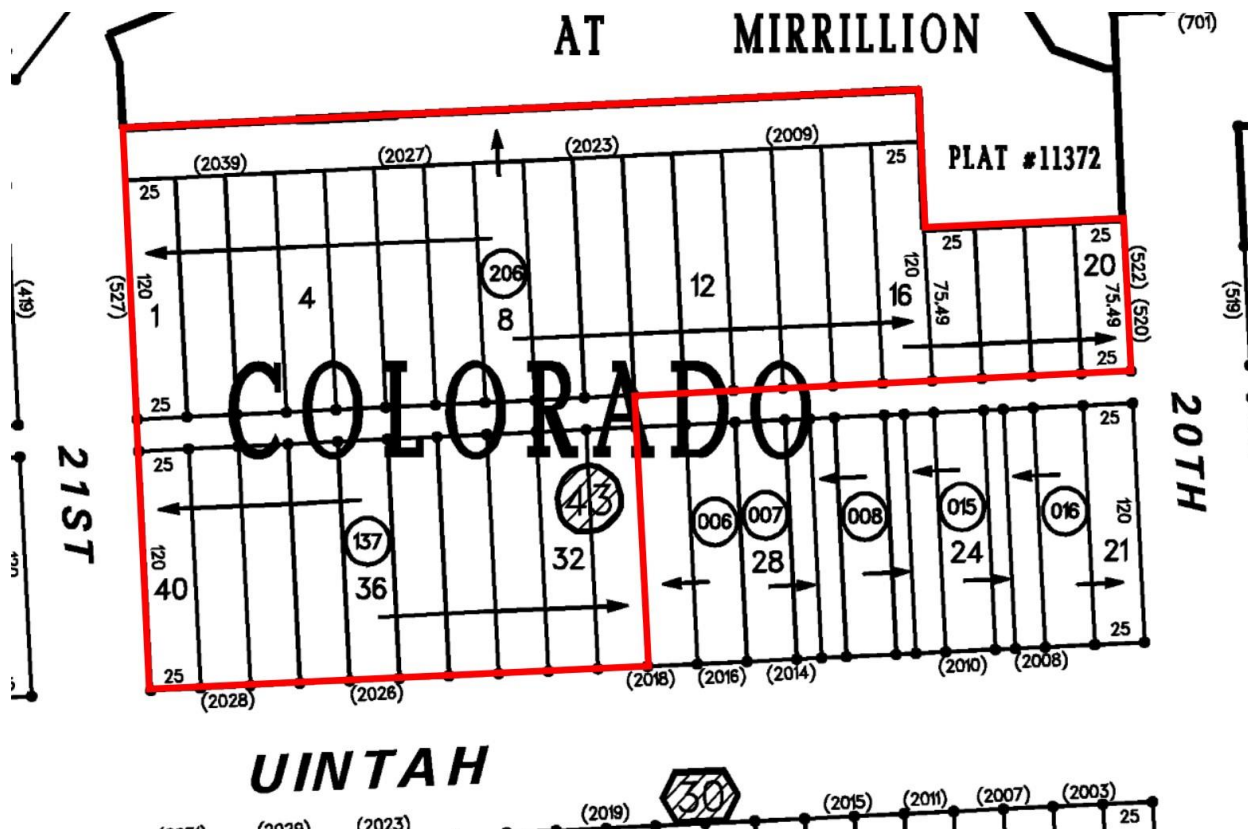 AT MIRRILLION
(701)
(2039) (2027) (2023) (2009)
PLAT #11372
25 25
25 25
206
(419) (527) 120 1 4 8 12 16 120 75.49 20 75.49 (522) (520) (519)
25 25
COLORADO
21ST 20TH
25 25
43
137 006 007 008 015 016
120 40 36 32 28 24 21 120
25 25
(2028) (2026) (2018) (2016) (2014) (2010) (2008)
UINTAH
30
(2029) (2023) (2019) (2015) (2011) (2007) (2003)
25